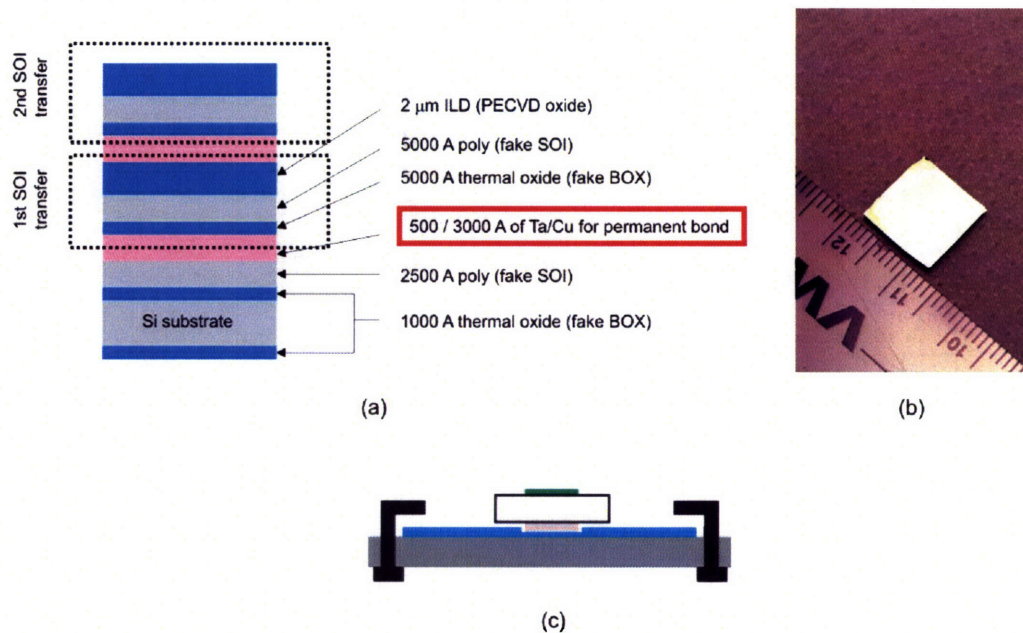 2nd SOI
transfer
1st SOI
transfer
2 μm ILD (PECVD oxide)
5000 A poly (fake SOI)
5000 A thermal oxide (fake BOX)
500 / 3000 A of Ta/Cu for permanent bond
2500 A poly (fake SOI)
1000 A thermal oxide (fake BOX)
Si substrate
(a)
12
11
10
VW
(b)
(c)